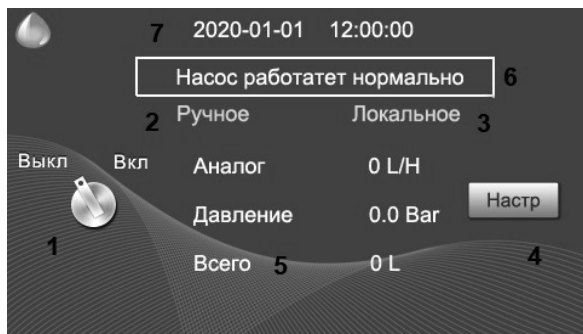 7 2020-01-01 12:00:00
Насос работатет нормально 6
2 Ручное Локальное 3
Выкл Вкл Аналог 0 L/H
Настр
1 Давление 0.0 Bar
4
Всего 5 0 L